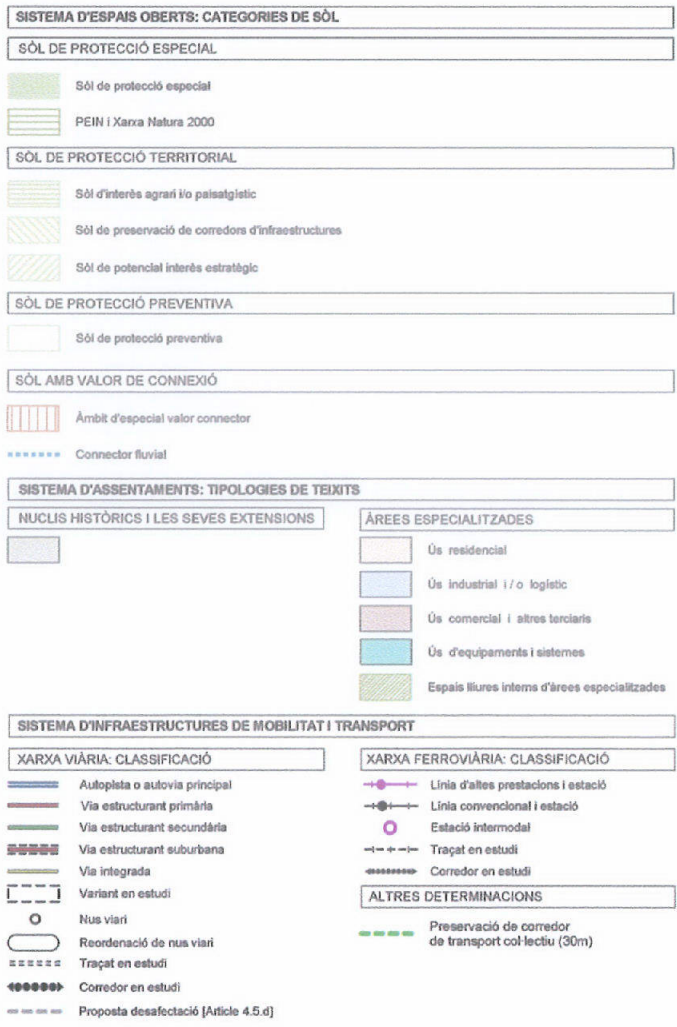 SISTEMA D'ESPAIS OBERTS: CATEGORIES DE SÒL
SÒL DE PROTECCIÓ ESPECIAL
Sòl de protecció especial
PEIN i Xarxa Natura 2000
SÒL DE PROTECCIÓ TERRITORIAL
Sòl d'interès agrari i/o paisatgístic
Sòl de preservació de corredors d'infraestructures
Sòl de potencial interès estratègic
SÒL DE PROTECCIÓ PREVENTIVA
Sòl de protecció preventiva
SÒL AMB VALOR DE CONNEXIÓ
Àmbit d'especial valor connector
Connector fluvial
SISTEMA D'ASSENTAMENTS: TIPOLOGIES DE TEIXITS
NUCLIS HISTÒRICS I LES SEVES EXTENSIONS
ÀREES ESPECIALITZADES
Ús residencial
Ús industrial i / o logístic
Ús comercial i altres terciaris
Ús d'equipaments i sistemes
Espais lliures interns d'àrees especialitzades
SISTEMA D'INFRAESTRUCTURES DE MOBILITAT I TRANSPORT
XARXA VIÀRIA: CLASSIFICACIÓ
Autopista o autovia principal
Via estructurant primària
Via estructurant secundària
Via estructurant suburbana
Via integrada
Variant en estudi
Nus viari
Reordenació de nus viari
Traçat en estudi
Corredor en estudi
Proposta desafectació [Article 4.5.d]
XARXA FERROVIÀRIA: CLASSIFICACIÓ
Línia d'altes prestacions i estació
Línia convencional i estació
Estació intermodal
Traçat en estudi
Corredor en estudi
ALTRES DETERMINACIONS
Preservació de corredor
de transport col·lectiu (30m)